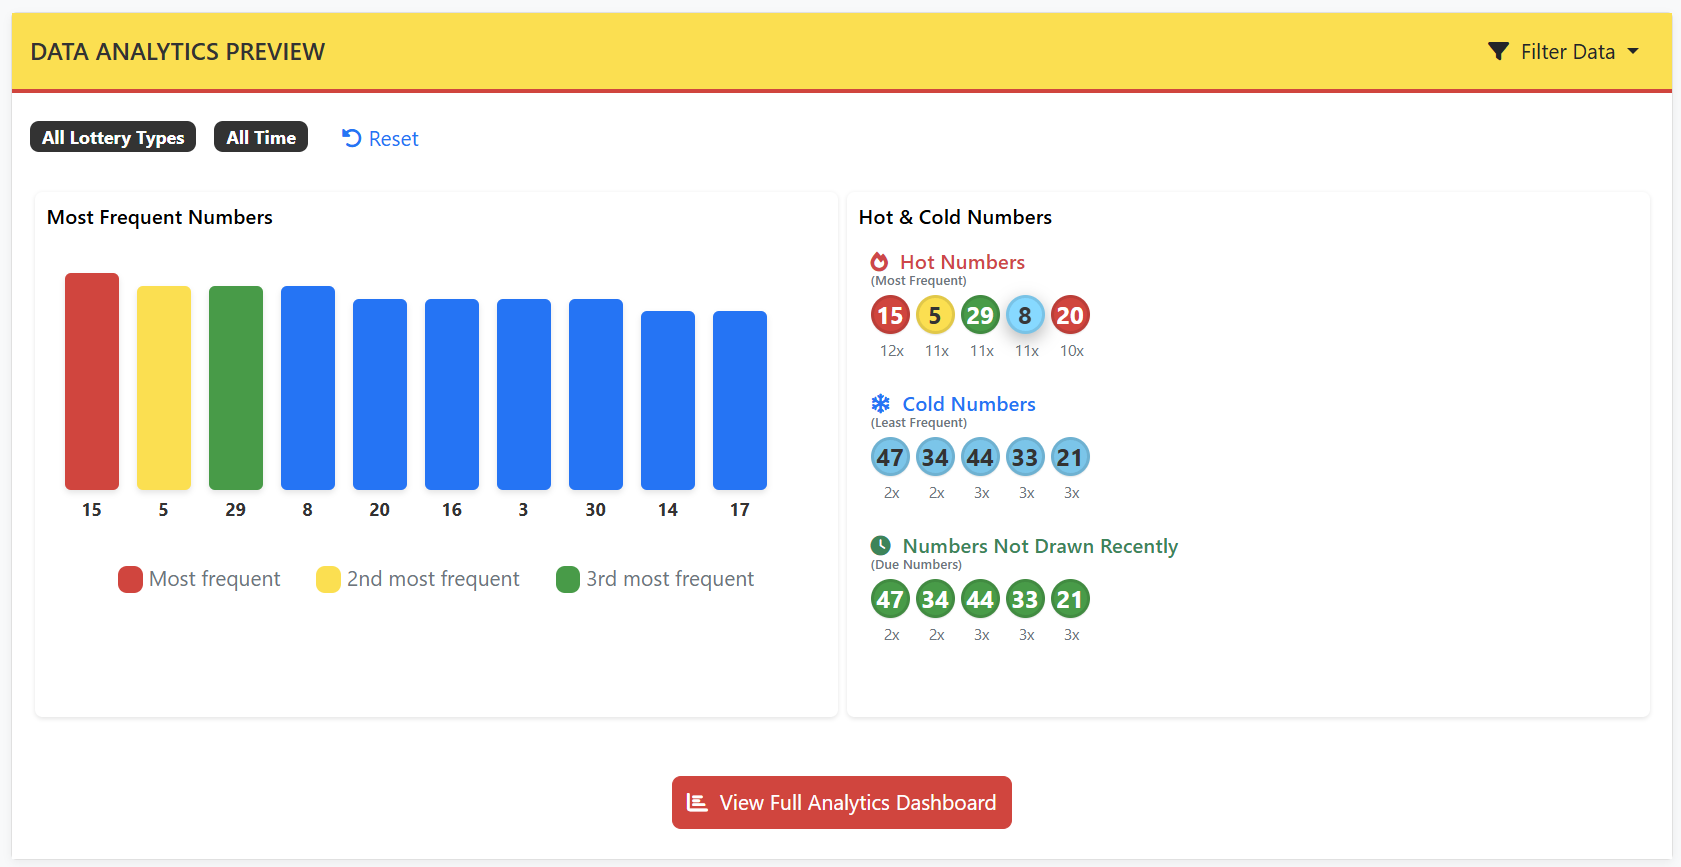 DATA ANALYTICS PREVIEW
Filter Data
All Lottery Types
All Time
Reset
Most Frequent Numbers
15 5 29 8 20 16 3 30 14 17
Most frequent 2nd most frequent 3rd most frequent
Hot & Cold Numbers
Hot Numbers
(Most Frequent)
15 5 29 8 20
12x 11x 11x 11x 10x
Cold Numbers
(Least Frequent)
47 34 44 33 21
2x 2x 3x 3x 3x
Numbers Not Drawn Recently
(Due Numbers)
47 34 44 33 21
2x 2x 3x 3x 3x
View Full Analytics Dashboard